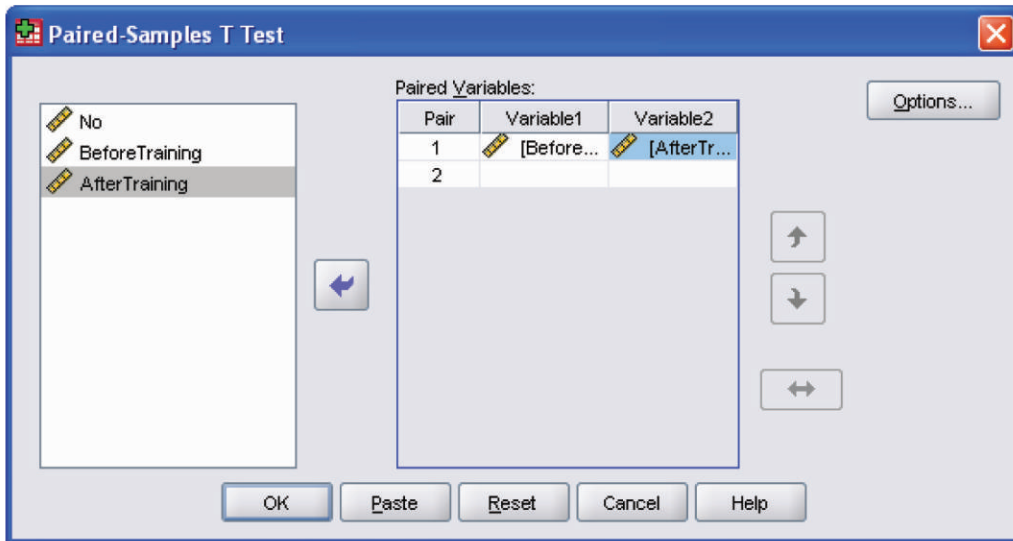 Paired-Samples T Test
No
BeforeTraining
AfterTraining
Paired Variables:
Pair Variable1 Variable2
1 [Before... [AfterTr...
2
Options...
OK Paste Reset Cancel Help